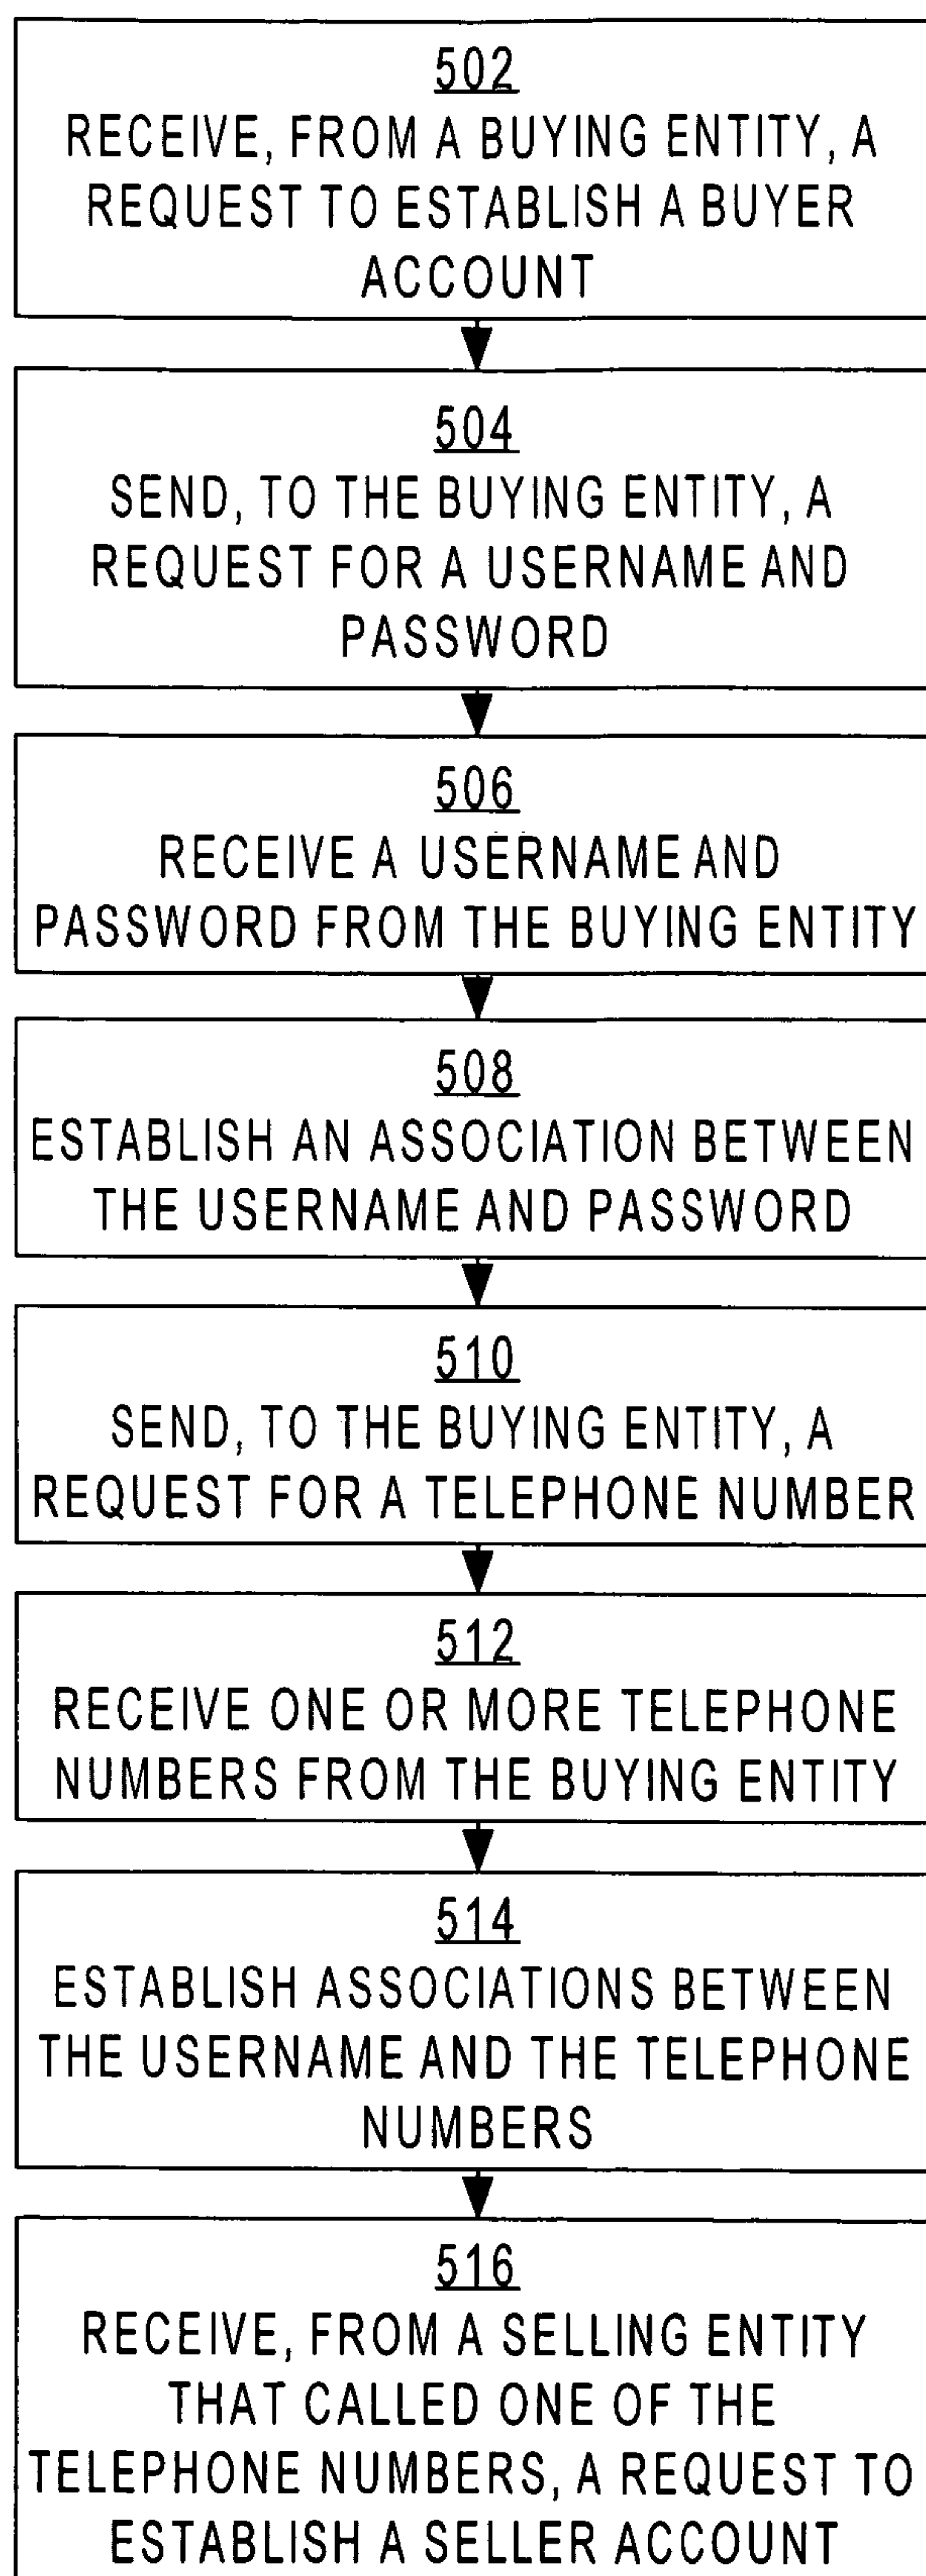 502
RECEIVE, FROM A BUYING ENTITY, A
REQUEST TO ESTABLISH A BUYER
ACCOUNT
504
SEND, TO THE BUYING ENTITY, A
REQUEST FOR A USERNAME AND
PASSWORD
506
RECEIVE A USERNAME AND
PASSWORD FROM THE BUYING ENTITY
508
ESTABLISH AN ASSOCIATION BETWEEN
THE USERNAME AND PASSWORD
510
SEND, TO THE BUYING ENTITY, A
REQUEST FOR A TELEPHONE NUMBER
512
RECEIVE ONE OR MORE TELEPHONE
NUMBERS FROM THE BUYING ENTITY
514
ESTABLISH ASSOCIATIONS BETWEEN
THE USERNAME AND THE TELEPHONE
NUMBERS
516
RECEIVE, FROM A SELLING ENTITY
THAT CALLED ONE OF THE
TELEPHONE NUMBERS, A REQUEST TO
ESTABLISH A SELLER ACCOUNT